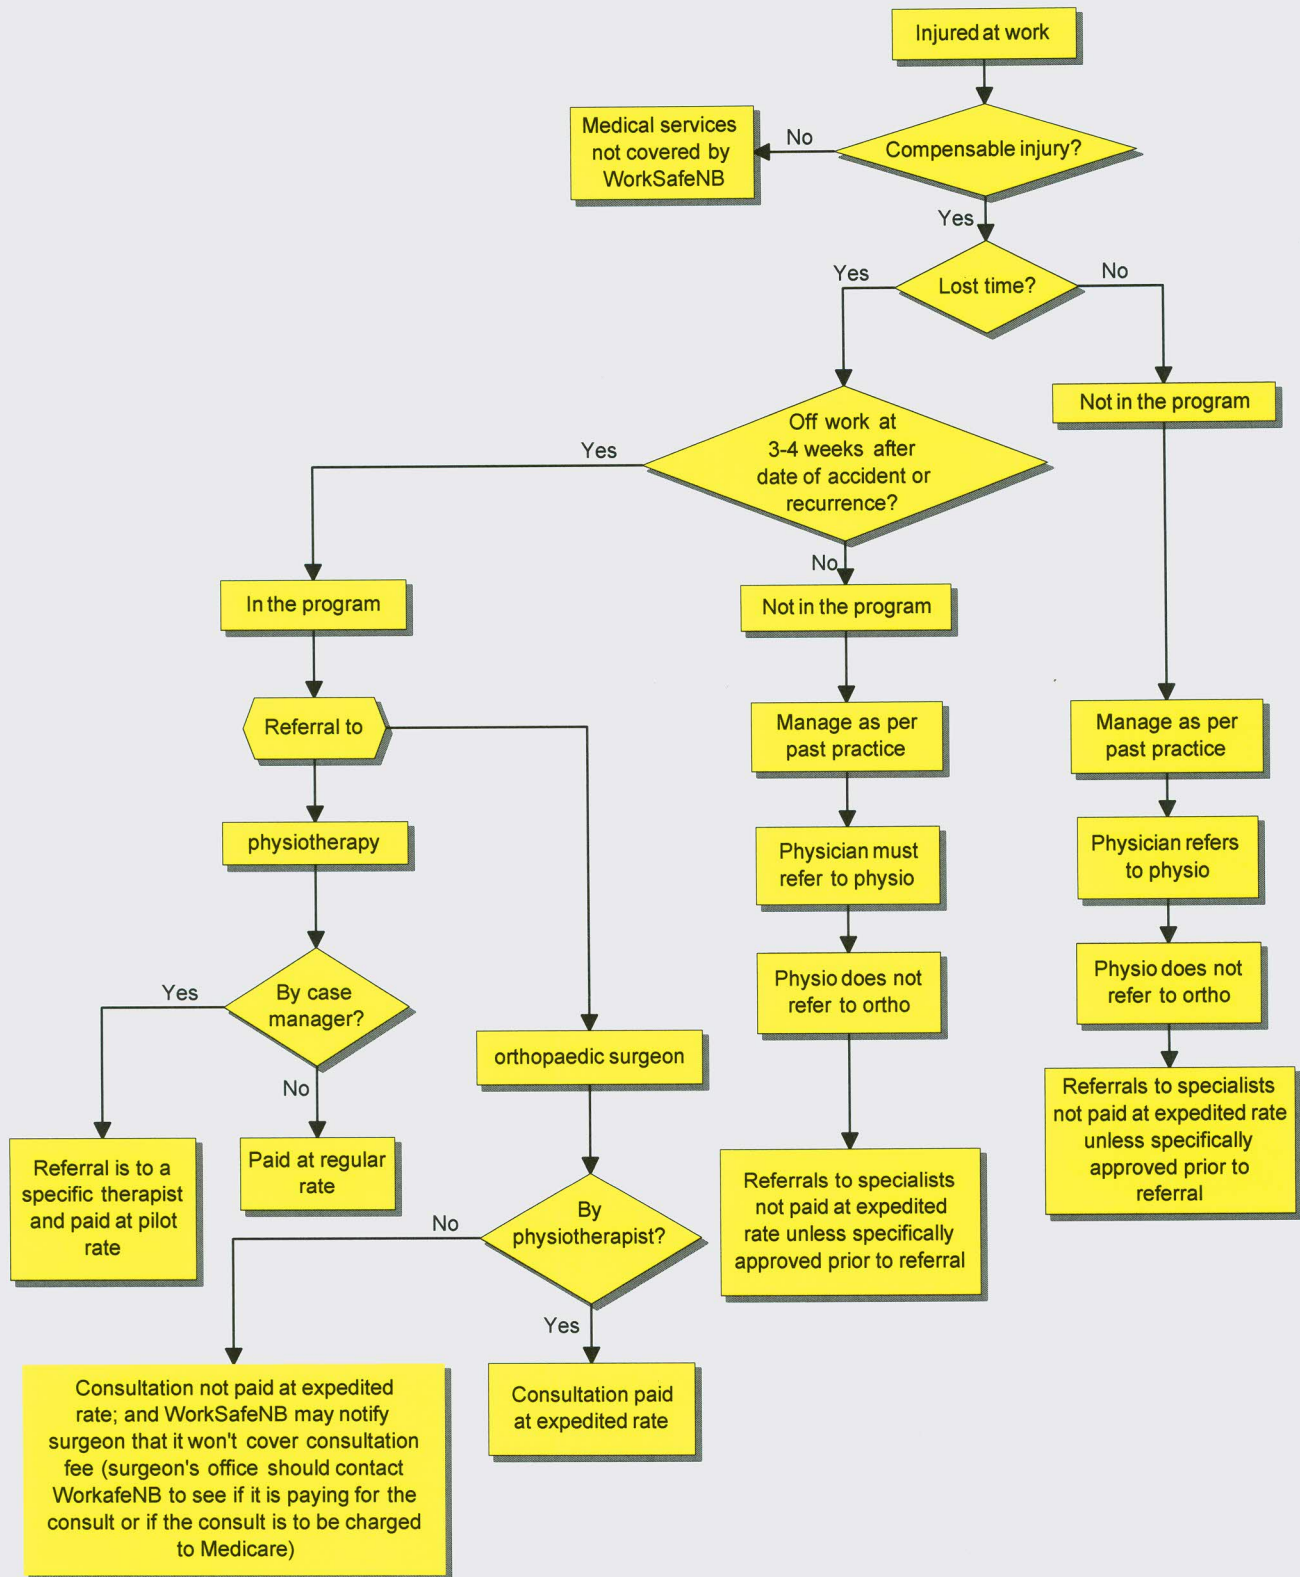 Injured at work
Medical services
not covered by
WorkSafeNB
No
Compensable injury?
Yes
Yes
Lost time?
No
Not in the program
Off work at
3-4 weeks after
date of accident or
recurrence?
Yes
No
In the program
Not in the program
Referral to
Manage as per
past practice
Manage as per
past practice
physiotherapy
Physician must
refer to physio
Physician refers
to physio
Physio does not
refer to ortho
Physio does not
refer to ortho
Yes
By case
manager?
No
orthopaedic surgeon
Referrals to specialists
not paid at expedited rate
unless specifically
approved prior to
referral
Referral is to a
specific therapist
and paid at pilot
rate
Paid at regular
rate
Referrals to specialists
not paid at expedited
rate unless specifically
approved prior to referral
No
By
physiotherapist?
Yes
Consultation not paid at expedited
rate; and WorkSafeNB may notify
surgeon that it won't cover consultation
fee (surgeon's office should contact
WorkafeNB to see if it is paying for the
consult or if the consult is to be charged
to Medicare)
Consultation paid
at expedited rate